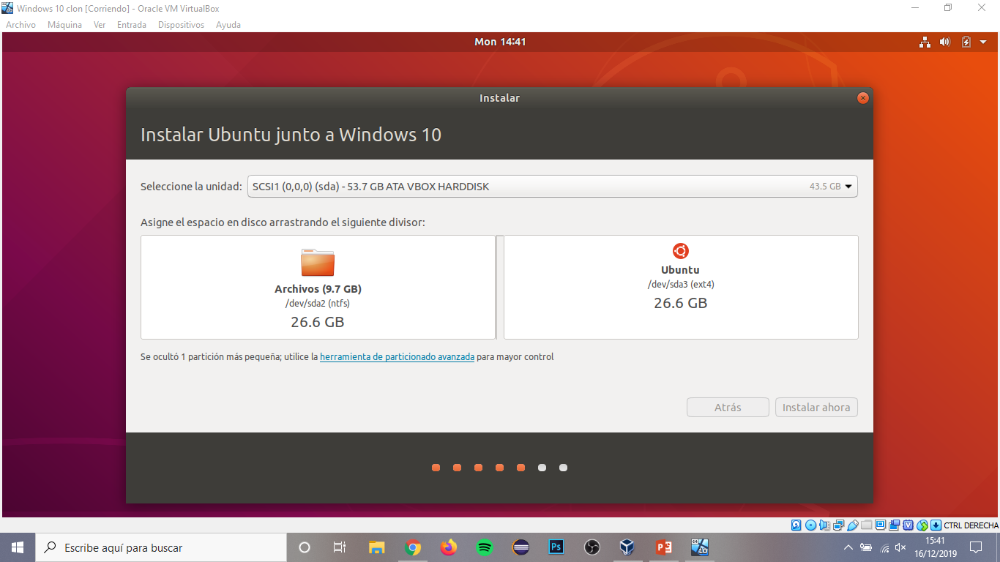 Windows 10 clon [Corriendo] - Oracle VM VirtualBox
Archivo Máquina Ver Entrada Dispositivos Ayuda
Mon 14:41
Instalar
Instalar Ubuntu junto a Windows 10
Seleccione la unidad: SCSI1 (0,0,0) (sda) - 53.7 GB ATA VBOX HARDDISK 43.5 GB
Asigne el espacio en disco arrastrando el siguiente divisor:
Archivos (9.7 GB)
/dev/sda2 (ntfs)
26.6 GB
Ubuntu
/dev/sda3 (ext4)
26.6 GB
Se ocultó 1 partición más pequeña; utilice la herramienta de particionado avanzada para mayor control
Atrás Instalar ahora
CTRL DERECHA
Escribe aquí para buscar
Ps
15:41
16/12/2019